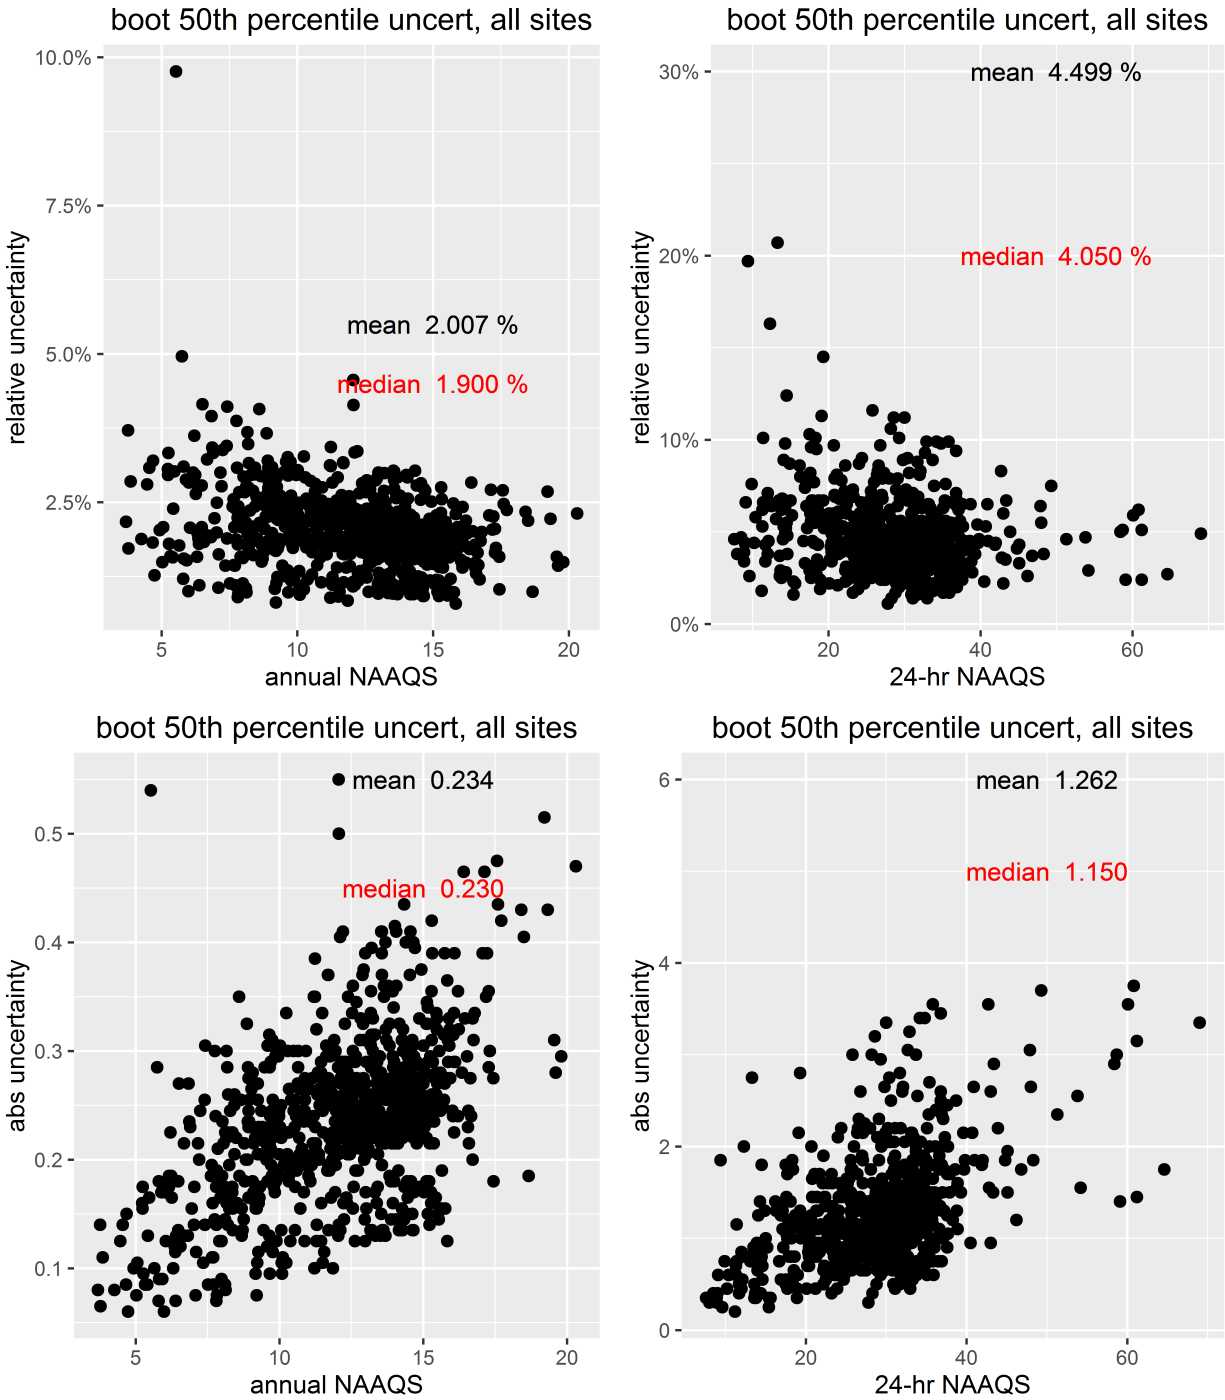 boot 50th percentile uncert, all sites
10.0%
7.5%
5.0%
2.5%
relative uncertainty
mean 2.007 %
median 1.900 %
5 10 15 20
annual NAAQS
boot 50th percentile uncert, all sites
30%
20%
10%
0%
relative uncertainty
mean 4.499 %
median 4.050 %
20 40 60
24-hr NAAQS
boot 50th percentile uncert, all sites
0.5
0.4
0.3
0.2
0.1
abs uncertainty
mean 0.234
median 0.230
5 10 15 20
annual NAAQS
boot 50th percentile uncert, all sites
6
4
2
0
abs uncertainty
mean 1.262
median 1.150
20 40 60
24-hr NAAQS